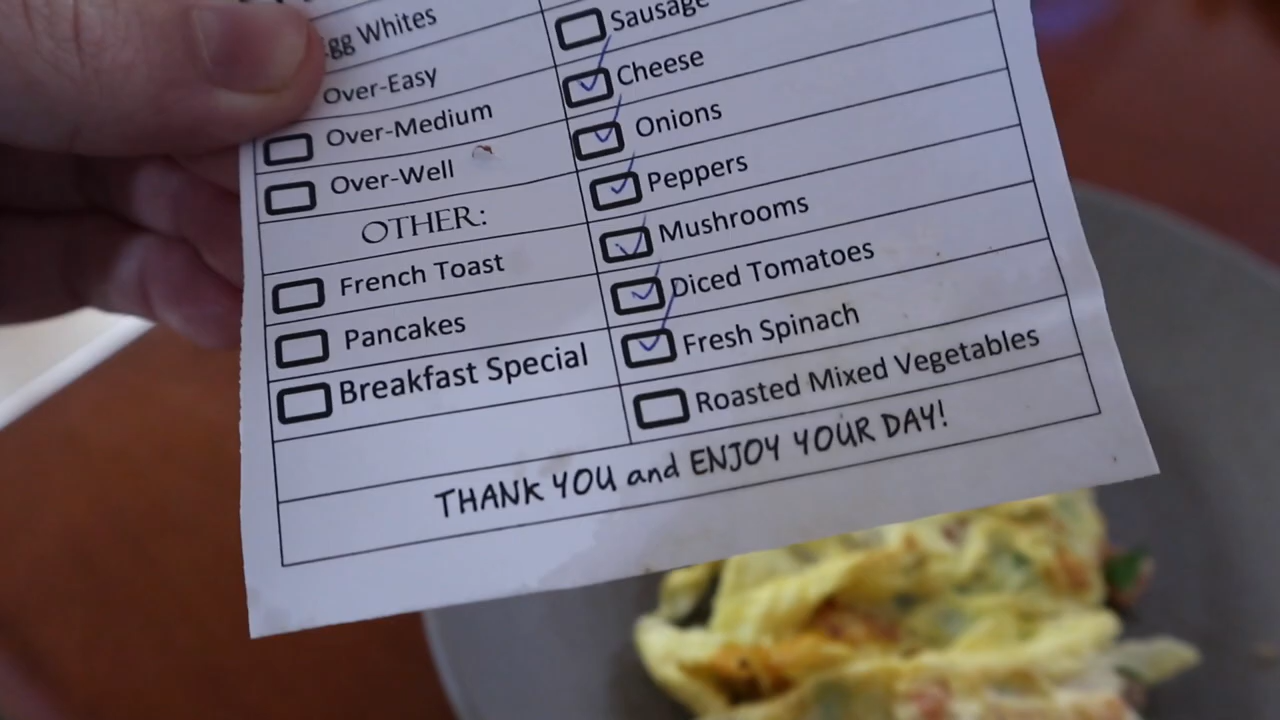 gg Whites
Over-Easy
Over-Medium
Over-Well
OTHER:
French Toast
Pancakes
Breakfast Special
Sausage
Cheese
Onions
Peppers
Mushrooms
Diced Tomatoes
Fresh Spinach
Roasted Mixed Vegetables
THANK YOU and ENJOY YOUR DAY!